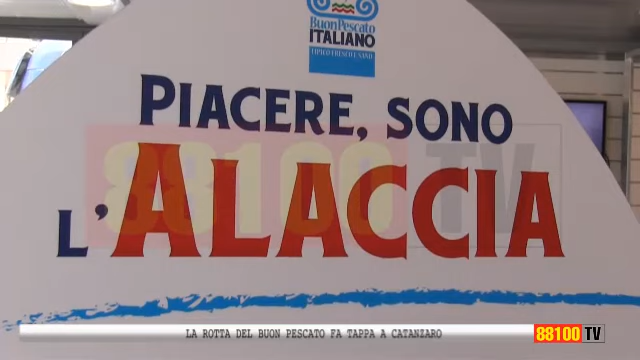 BuonPescato
ITALIANO
TIPICO FRESCO E SANO
PIACERE, SONO
L'ALACCIA
88100 TV
LA ROTTA DEL BUON PESCATO FA TAPPA A CATANZARO
88100 TV